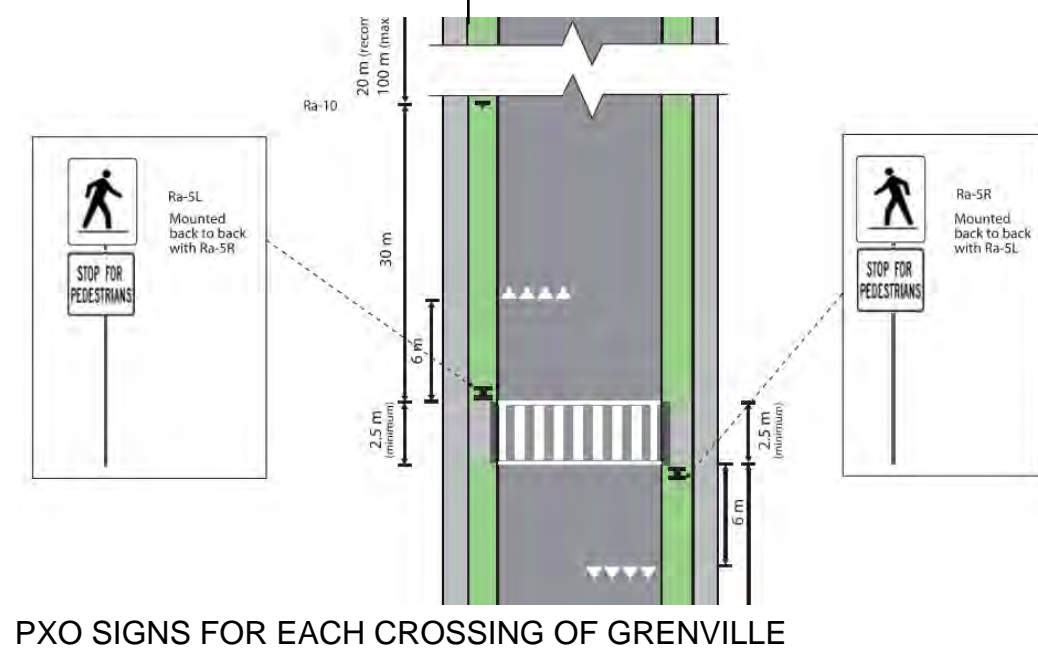 20 m (recom
100 m (max
Ra-10
Ra-5L
Mounted
back to back
with Ra-5R
STOP FOR
PEDESTRIANS
30 m
6 m
2.5 m
(minimum)
Ra-5R
Mounted
back to back
with Ra-5L
STOP FOR
PEDESTRIANS
2.5 m
(minimum)
6 m
PXO SIGNS FOR EACH CROSSING OF GRENVILLE